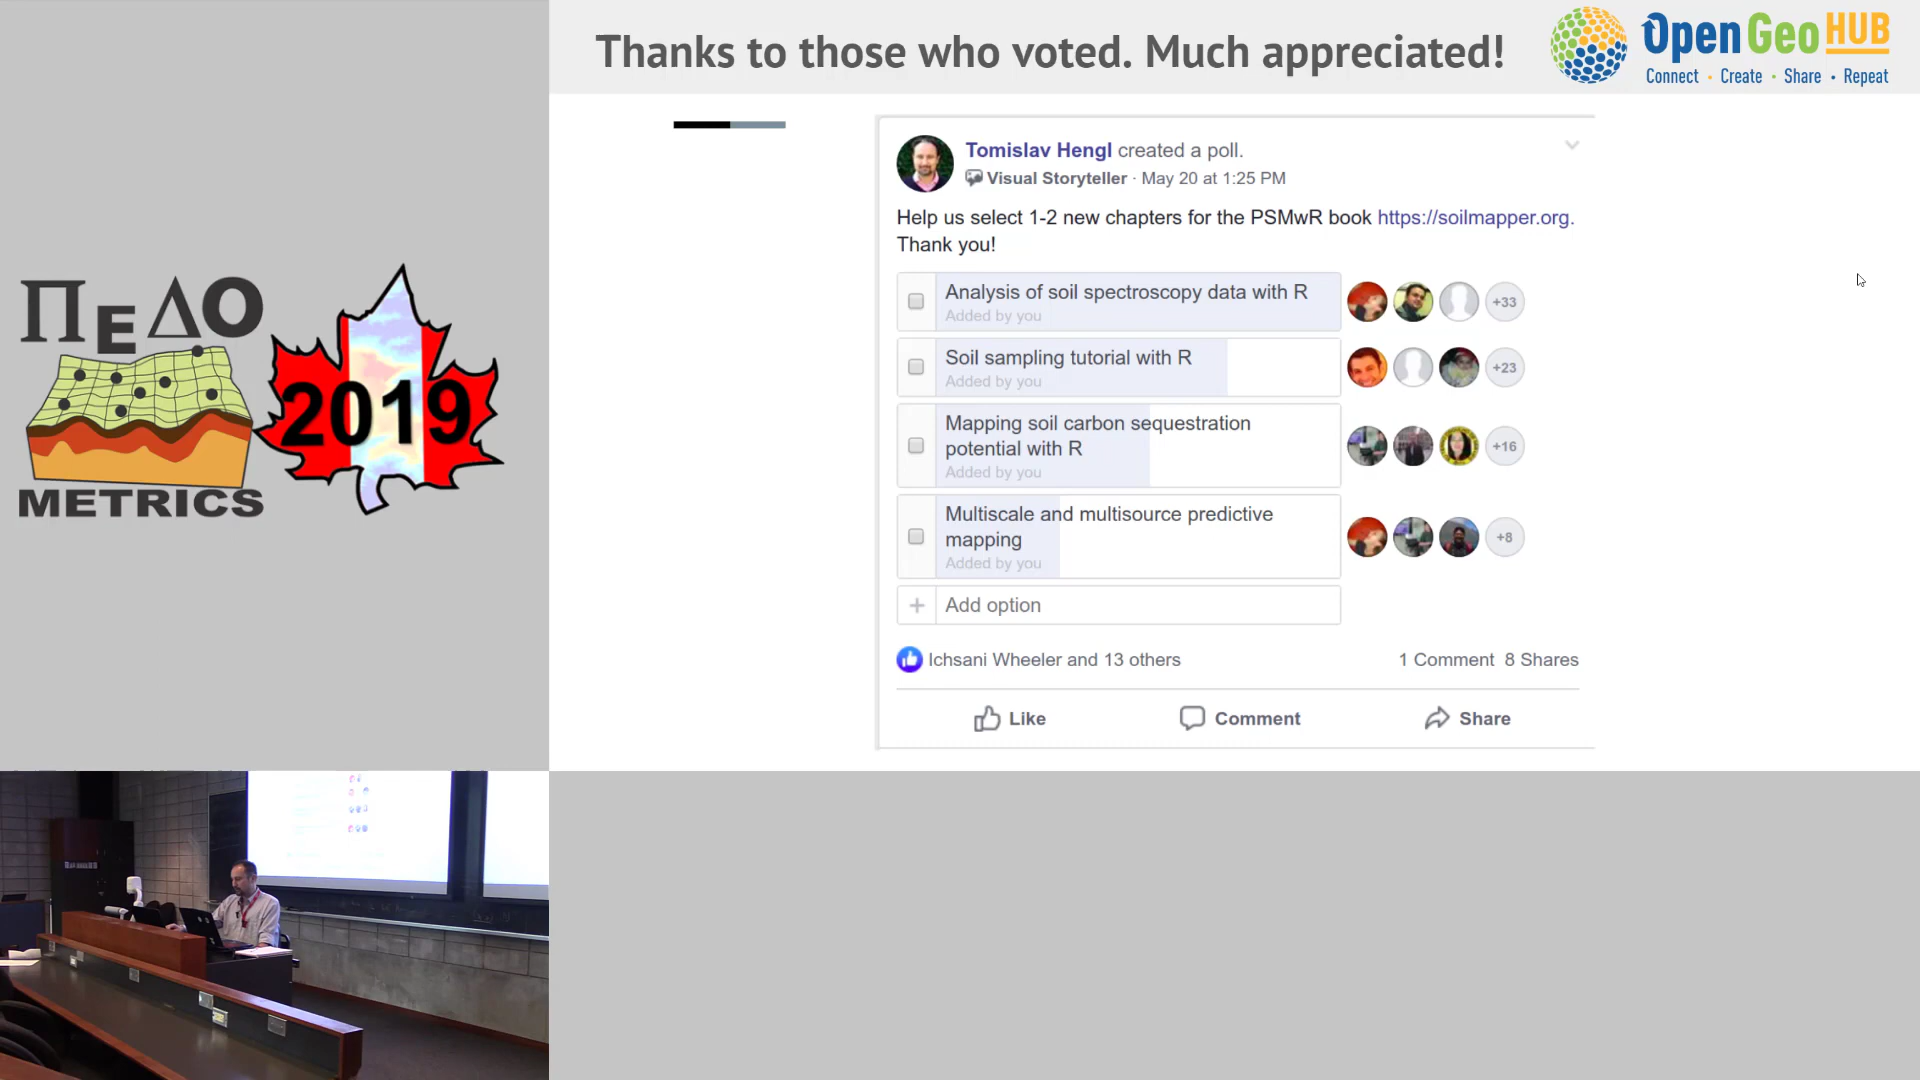 Thanks to those who voted. Much appreciated!
Open Geo HUB
Connect · Create · Share · Repeat
ΠΕΔΟ
METRICS
2019
Tomislav Hengl created a poll.
Visual Storyteller · May 20 at 1:25 PM
Help us select 1-2 new chapters for the PSMwR book https://soilmapper.org.
Thank you!
Analysis of soil spectroscopy data with R
Added by you
+33
Soil sampling tutorial with R
Added by you
+23
Mapping soil carbon sequestration
potential with R
Added by you
+16
Multiscale and multisource predictive
mapping
Added by you
+8
+ Add option
Ichsani Wheeler and 13 others
1 Comment 8 Shares
Like
Comment
Share